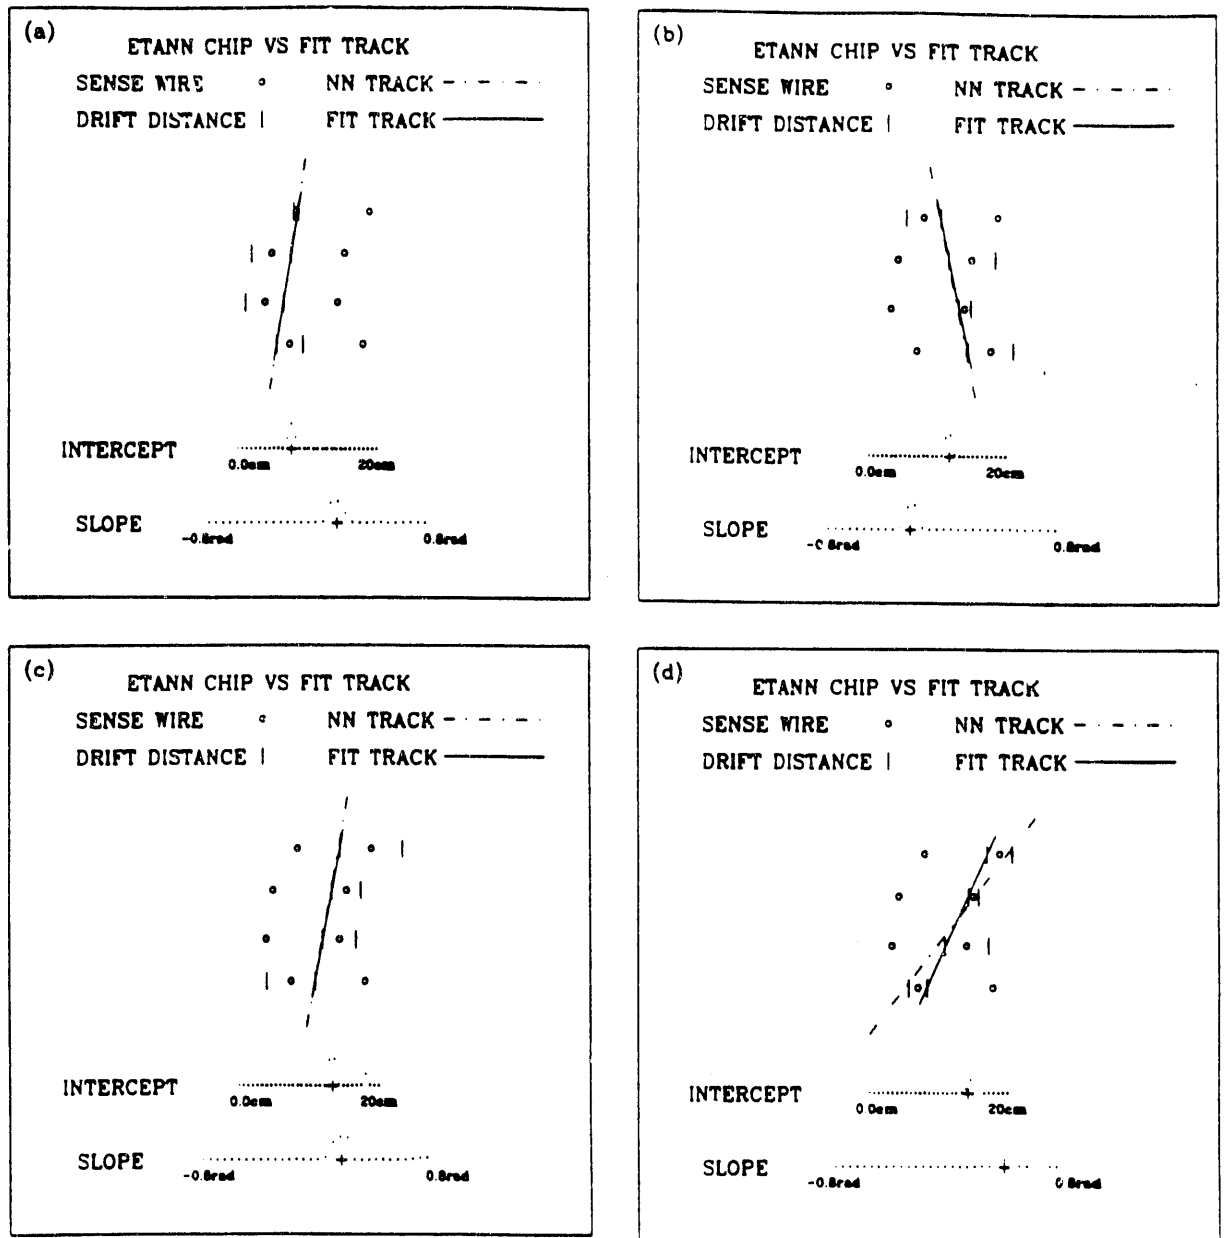 (a)
ETANN CHIP VS FIT TRACK
SENSE WIRE NN TRACK
DRIFT DISTANCE FIT TRACK
INTERCEPT
0.0cm 20cm
SLOPE
-0.8rad 0.8rad
(b)
ETANN CHIP VS FIT TRACK
SENSE WIRE NN TRACK
DRIFT DISTANCE FIT TRACK
INTERCEPT
0.0cm 20cm
SLOPE
-0.8rad 0.8rad
(c)
ETANN CHIP VS FIT TRACK
SENSE WIRE NN TRACK
DRIFT DISTANCE FIT TRACK
INTERCEPT
0.0cm 20cm
SLOPE
-0.8rad 0.8rad
(d)
ETANN CHIP VS FIT TRACK
SENSE WIRE NN TRACK
DRIFT DISTANCE FIT TRACK
INTERCEPT
0.0cm 20cm
SLOPE
-0.8rad 0.8rad